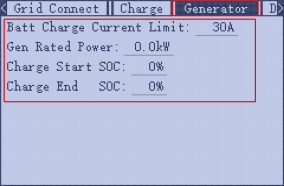 Grid Connect Charge Generator D
Batt Charge Current Limit: 30A
Gen Rated Power: 0.0kW
Charge Start SOC: 0%
Charge End SOC: 0%